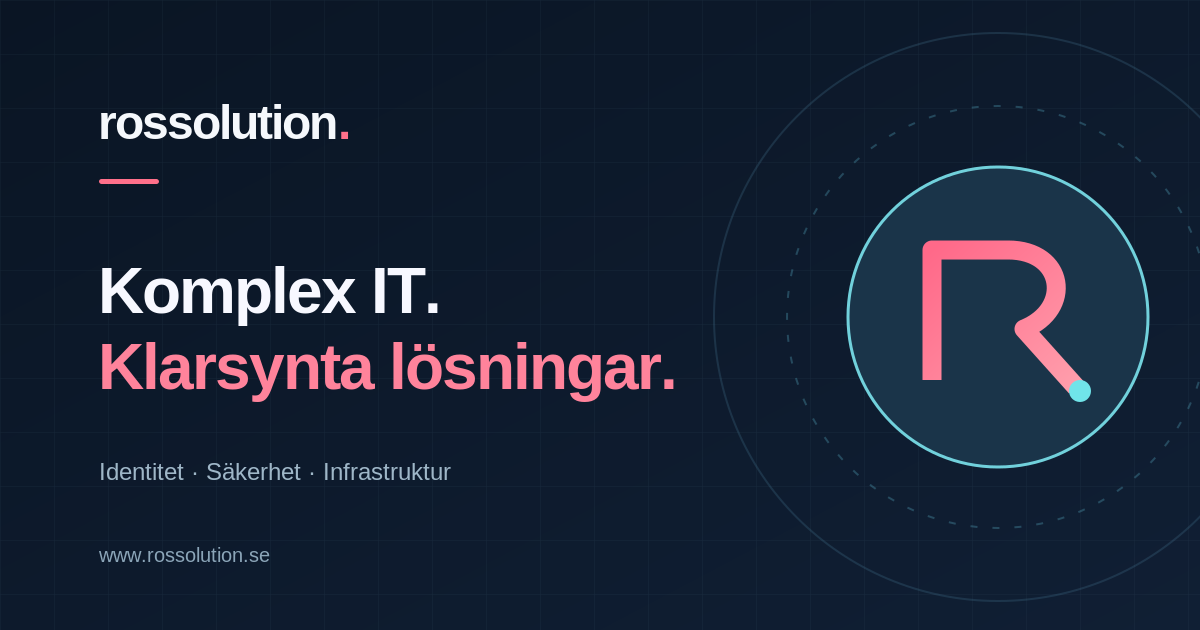 rossolution.
Komplex IT.
Klarsynta lösningar.
Identitet · Säkerhet · Infrastruktur
www.rossolution.se
R